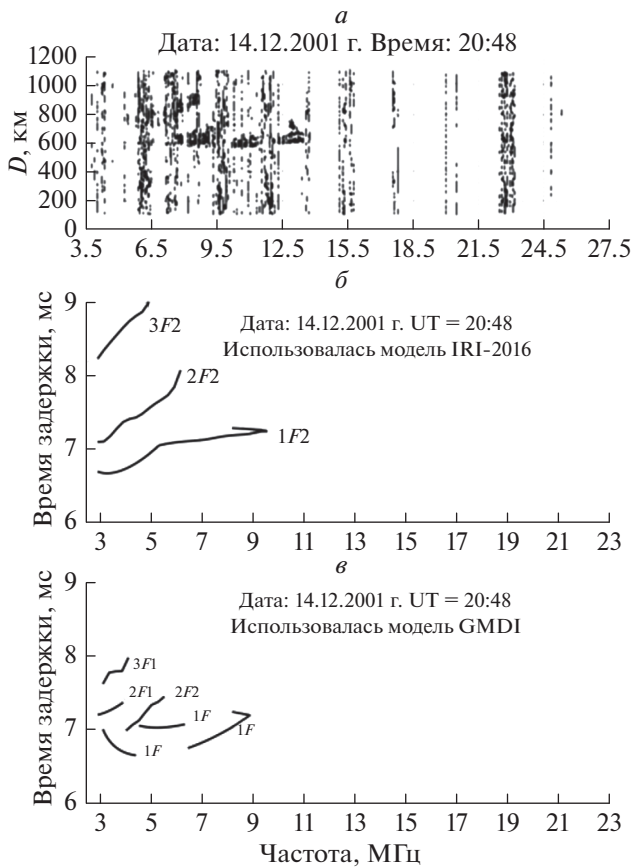 а
Дата: 14.12.2001 г. Время: 20:48
D, км
1200
1000
800
600
400
200
0
3.5 6.5 9.5 12.5 15.5 18.5 21.5 24.5 27.5
б
Время задержки, мс
9
8
7
6
Дата: 14.12.2001 г. UT = 20:48
Использовалась модель IRI-2016
3F2
2F2
1F2
3 5 7 9 11 13 15 17 19 21 23
в
Время задержки, мс
9
8
7
6
Дата: 14.12.2001 г. UT = 20:48
Использовалась модель GMDI
3F1
2F1 2F2
1F
1F
1F
3 5 7 9 11 13 15 17 19 21 23
Частота, МГц